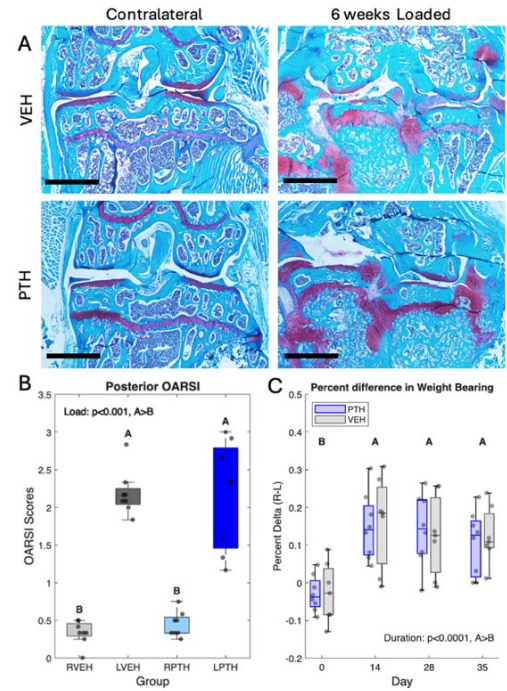 Contralateral
6 weeks Loaded
A
VEH
PTH
B
Posterior OARSI
Load: p<0.001, A>B
OARSI Scores
3.5
3
2.5
2
1.5
1
0.5
0
A
A
B
B
RVEH
LVEH
RPTH
LPTH
Group
C
Percent difference in Weight Bearing
PTH
VEH
Percent Delta (R-L)
0.5
0.4
0.3
0.2
0.1
0
-0.1
-0.2
B
A
A
A
Duration: p<0.0001, A>B
0
14
28
35
Day